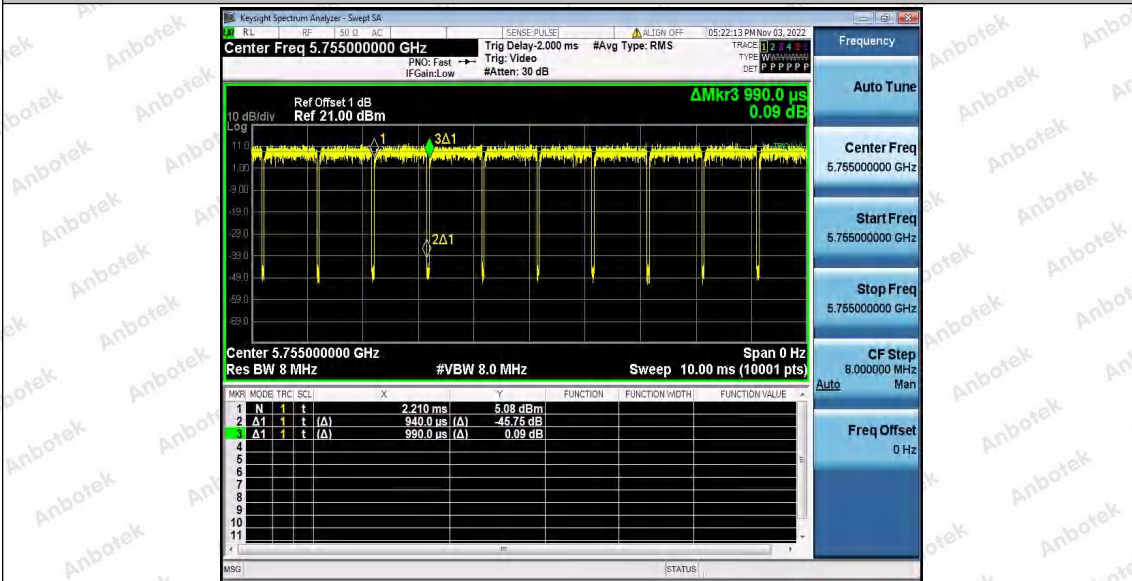 Keysight Spectrum Analyzer - Swept SA
RL RF 50 Ω AC SENSE:PULSE ALIGN OFF 05:22:13 PM Nov 03, 2022
Center Freq 5.755000000 GHz Trig Delay-2.000 ms #Avg Type: RMS TRACE 1 2 3 4 5 6
PNO: Fast Trig: Video TYPE WWWWWW
IFGain:Low #Atten: 30 dB DET P P P P P P
ΔMkr3 990.0 µs
0.09 dB
Ref Offset 1 dB
10 dB/div Ref 21.00 dBm
Log
11.0
1.00
-9.00
-19.0
-29.0
-39.0
-49.0
-59.0
-69.0
1
3Δ1
2Δ1
Center 5.755000000 GHz Span 0 Hz
Res BW 8 MHz #VBW 8.0 MHz Sweep 10.00 ms (10001 pts)
MKR MODE TRC SCL X Y FUNCTION FUNCTION WIDTH FUNCTION VALUE
1 N 1 t 2.210 ms 5.08 dBm
2 Δ1 1 t (Δ) 940.0 µs (Δ) -45.75 dB
3 Δ1 1 t (Δ) 990.0 µs (Δ) 0.09 dB
4
5
6
7
8
9
10
11
MSG STATUS
Frequency
Auto Tune
Center Freq
5.755000000 GHz
Start Freq
5.755000000 GHz
Stop Freq
5.755000000 GHz
CF Step
8.000000 MHz
Auto Man
Freq Offset
0 Hz
Anbotek